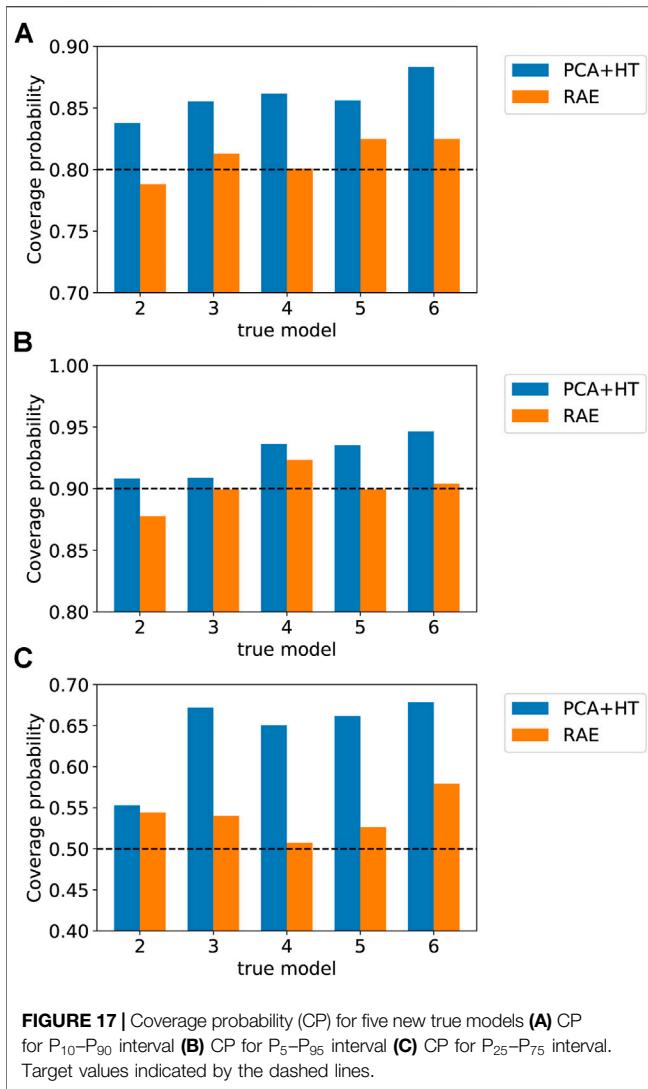 A
0.90
0.85
0.80
0.75
0.70
Coverage probability
2 3 4 5 6
true model
PCA+HT
RAE
B
1.00
0.95
0.90
0.85
0.80
Coverage probability
2 3 4 5 6
true model
PCA+HT
RAE
C
0.70
0.65
0.60
0.55
0.50
0.45
0.40
Coverage probability
2 3 4 5 6
true model
PCA+HT
RAE
FIGURE 17 | Coverage probability (CP) for five new true models (A) CP
for P₁₀–P₉₀ interval (B) CP for P₅–P₉₅ interval (C) CP for P₂₅–P₇₅ interval.
Target values indicated by the dashed lines.